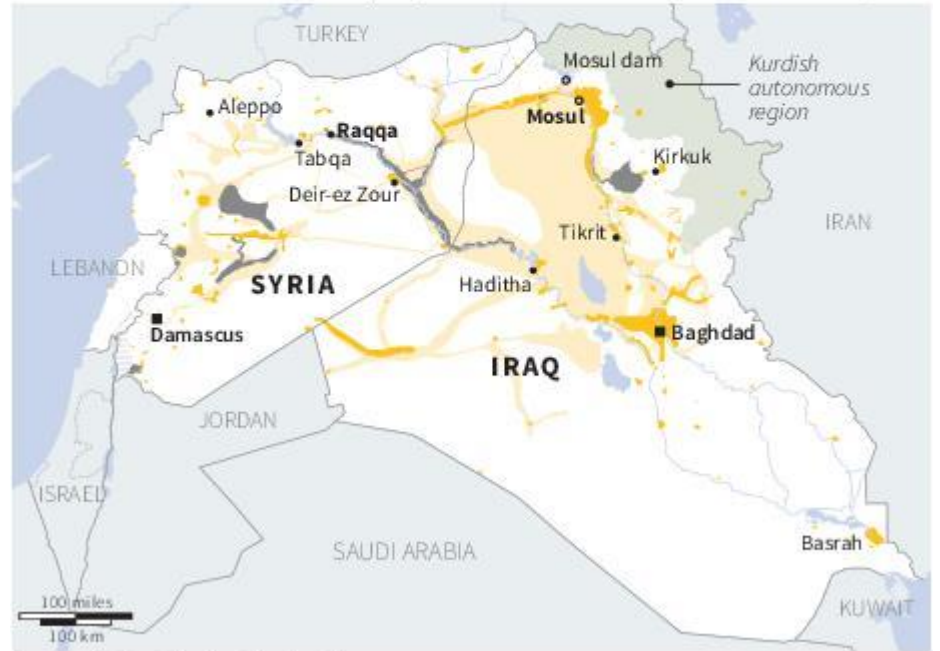 TURKEY
Mosul dam
Kurdish
autonomous
region
Aleppo
Raqqa
Mosul
Tabqa
Kirkuk
Deir-ez Zour
Tikrit
IRAN
LEBANON
SYRIA
Haditha
Damascus
Baghdad
IRAQ
JORDAN
ISRAEL
SAUDI ARABIA
Basrah
100 miles
100 km
KUWAIT